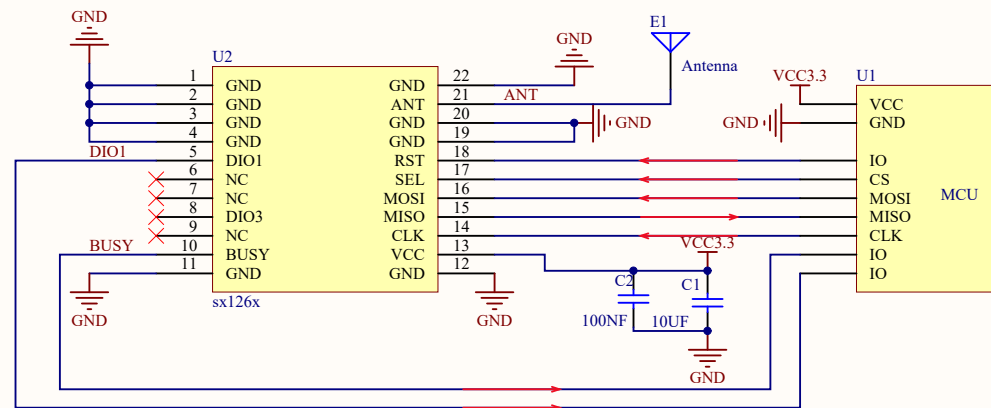 GND
E1
GND
U2
Antenna
VCC3.3
U1
1 GND GND 22
2 GND ANT 21 ANT
3 GND GND 20 GND
4 GND GND 19
DIO1 5 DIO1 RST 18
6 NC SEL 17
7 NC MOSI 16
8 DIO3 MISO 15
9 NC CLK 14
BUSY 10 BUSY VCC 13
11 GND GND 12
sx126x
GND
GND
VCC
GND GND
IO
CS
MOSI
MISO
CLK
IO
IO
MCU
VCC3.3
C2
C1
100NF
10UF
GND